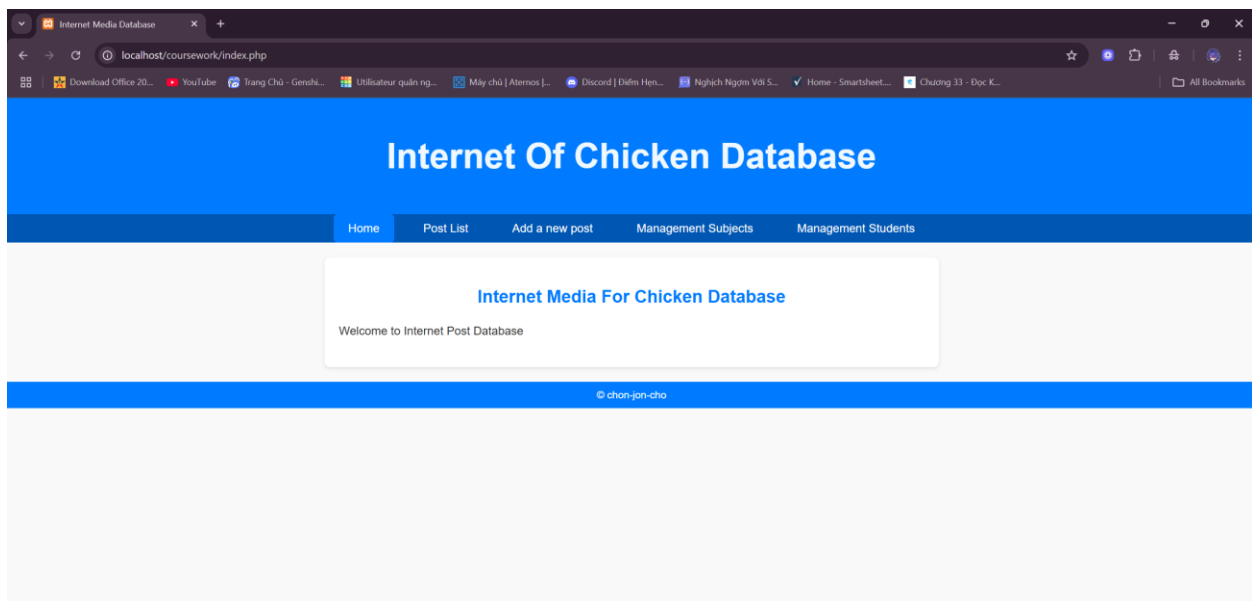 Internet Media Database
localhost/coursework/index.php
Download Office 20... YouTube Trang Chủ - Genshi... Utilisateur quản ng... Máy chủ | Aternos |... Discord | Điểm Hẹn... Nghịch Ngợm Với S... Home - Smartsheet.... Chương 33 - Đọc K... All Bookmarks
Internet Of Chicken Database
Home Post List Add a new post Management Subjects Management Students
Internet Media For Chicken Database
Welcome to Internet Post Database
© chon-jon-cho